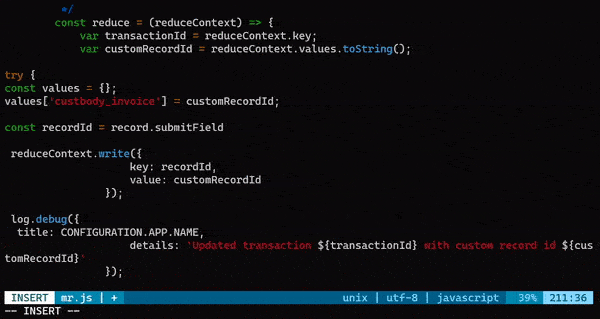 */
const reduce = (reduceContext) => {
var transactionId = reduceContext.key;
var customRecordId = reduceContext.values.toString();
try {
const values = {};
values['custbody_invoice'] = customRecordId;
const recordId = record.submitField
reduceContext.write({
key: recordId,
value: customRecordId
});
log.debug({
title: CONFIGURATION.APP.NAME,
details: 'Updated transaction ${transactionId} with custom record id ${cus
tomRecordId}'
});
INSERT mr.js | + unix | utf-8 | javascript 39% 211:36
-- INSERT --